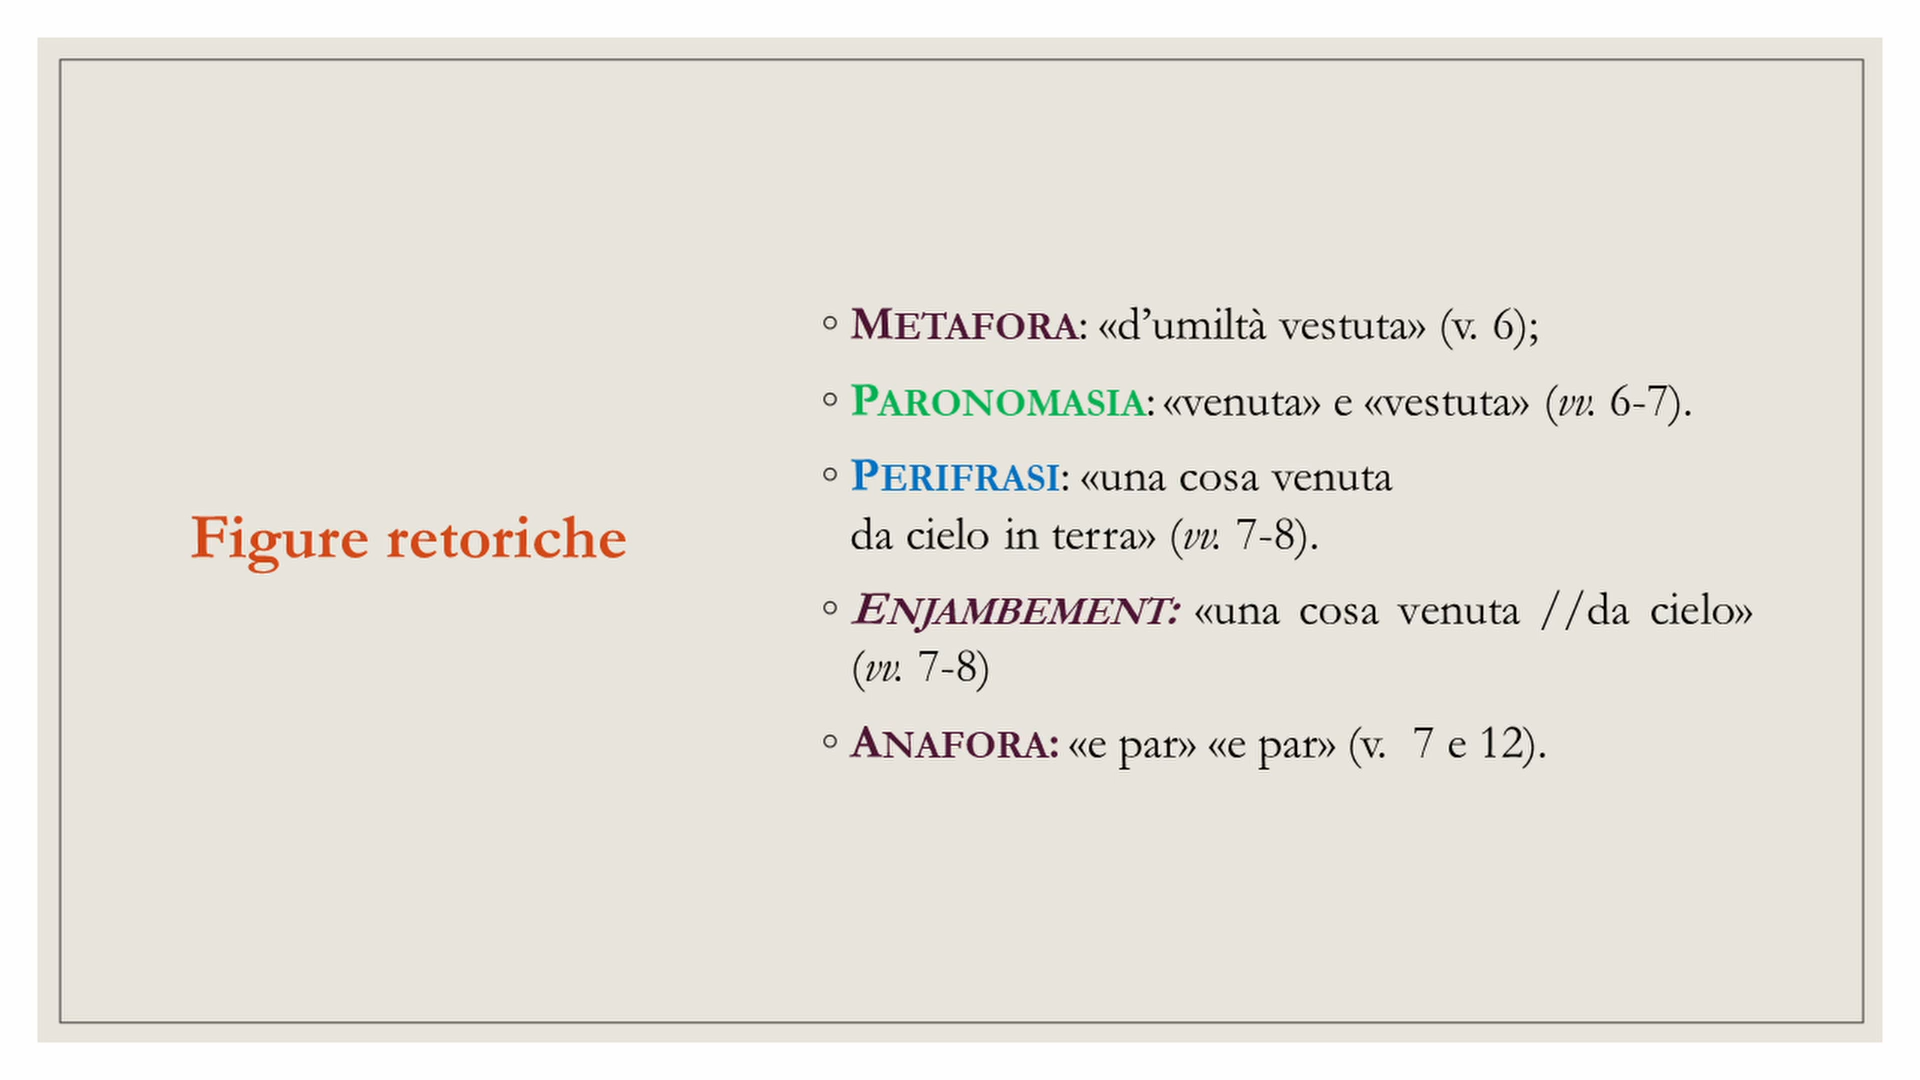 Figure retoriche
◦ METAFORA: «d’umiltà vestuta» (v. 6);
◦ PARONOMASIA: «venuta» e «vestuta» (vv. 6-7).
◦ PERIFRASI: «una cosa venuta
da cielo in terra» (vv. 7-8).
◦ ENJAMBEMENT: «una cosa venuta //da cielo»
(vv. 7-8)
◦ ANAFORA: «e par» «e par» (v.  7 e 12).